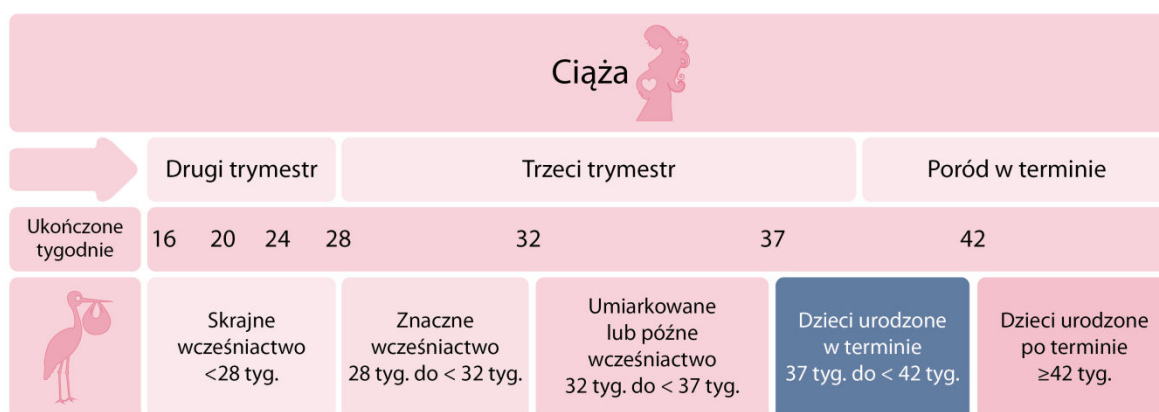 Ciąża
Drugi trymestr
Trzeci trymestr
Poród w terminie
Ukończone
tygodnie
16 20 24 28 32 37 42
Skrajne
wcześniactwo
<28 tyg.
Znaczne
wcześniactwo
28 tyg. do < 32 tyg.
Umiarkowane
lub późne
wcześniactwo
32 tyg. do < 37 tyg.
Dzieci urodzone
w terminie
37 tyg. do < 42 tyg.
Dzieci urodzone
po terminie
≥42 tyg.